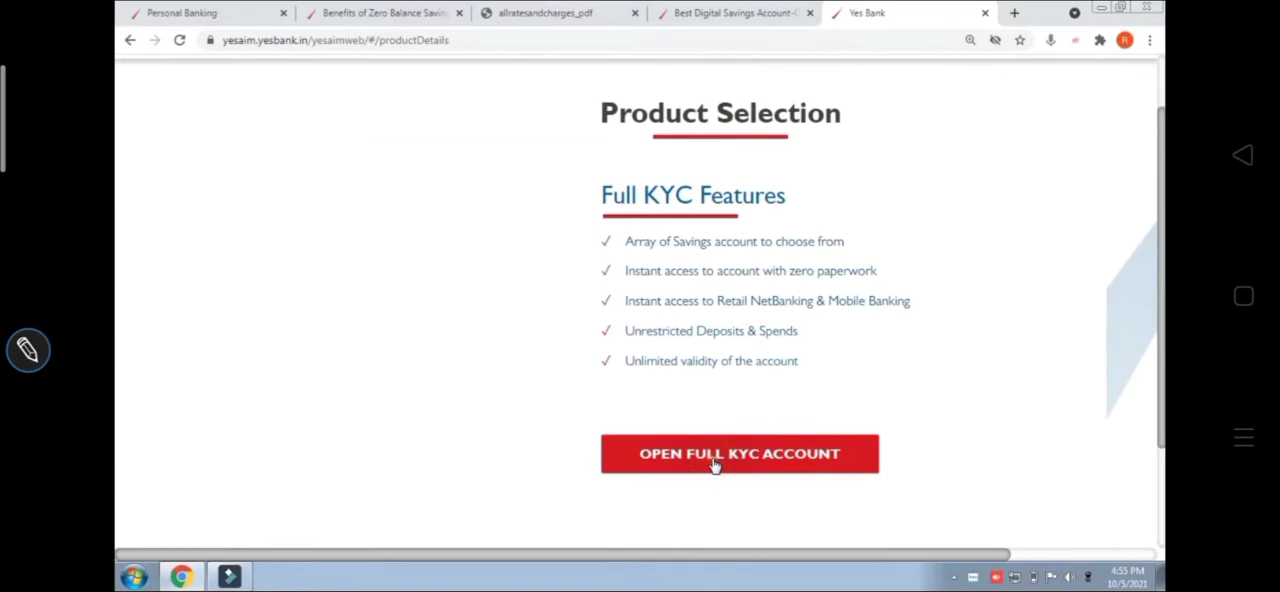 Personal Banking
Benefits of Zero Balance Savin
allratesandcharges_pdf
Best Digital Savings Account-
Yes Bank
yesaim.yesbank.in/yesaimweb/#/productDetails
R
Product Selection
Full KYC Features
Array of Savings account to choose from
Instant access to account with zero paperwork
Instant access to Retail NetBanking & Mobile Banking
Unrestricted Deposits & Spends
Unlimited validity of the account
OPEN FULL KYC ACCOUNT
4:55 PM
10/5/2021